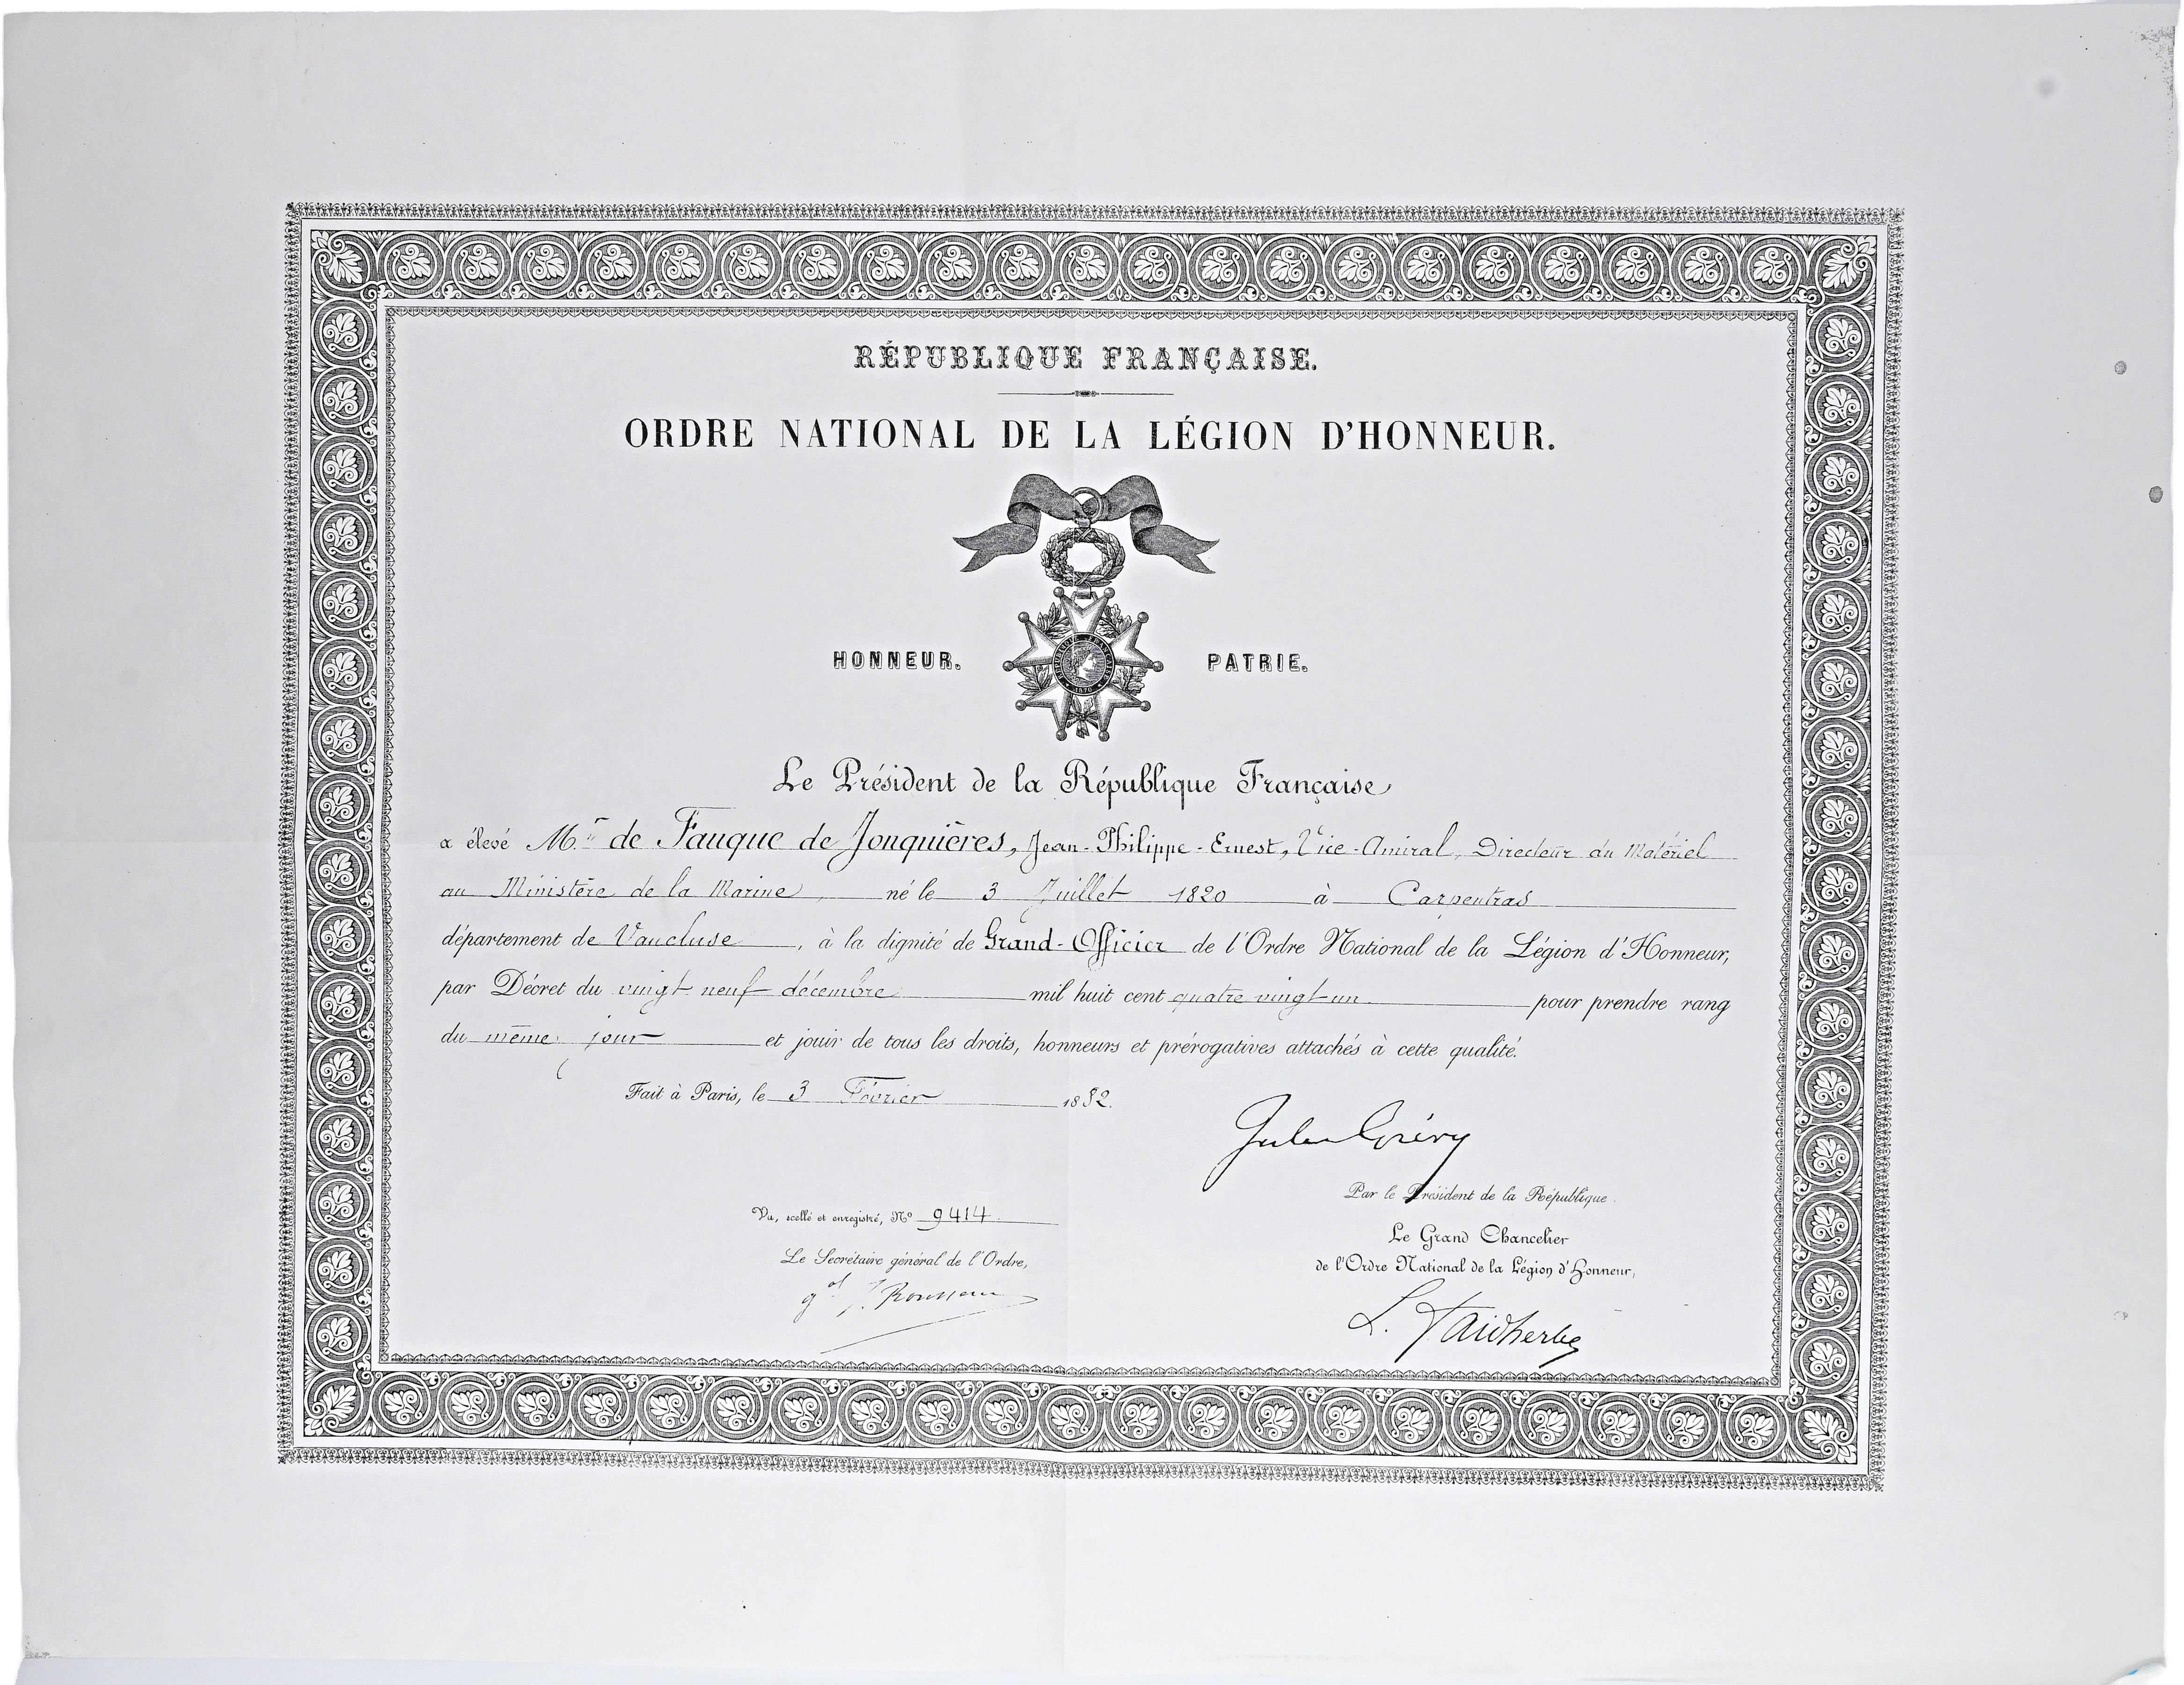 RÉPUBLIQUE FRANÇAISE.
ORDRE NATIONAL DE LA LÉGION D'HONNEUR.
RÉPUBLIQUE FRANÇAISE 1870
HONNEUR. PATRIE.
Le Président de la République Française
a élevé Mr de Fauque de Jonquières, Jean-Philippe-Ernest, Vice-Amiral, Directeur du Matériel
au Ministère de la Marine, né le 3 Juillet 1820 à Carpentras
département de Vaucluse, à la dignité de Grand-Officier de l'Ordre National de la Légion d'Honneur,
par Décret du vingt neuf décembre mil huit cent quatre vingt un pour prendre rang
du même jour et jouir de tous les droits, honneurs et prérogatives attachés à cette qualité.
Fait à Paris, le 3 Février 1882.
Jules Grévy
Par le Président de la République.
Vu, scellé et enregistré, No 9414
Le Grand Chancelier
de l'Ordre National de la Légion d'Honneur,
Le Secrétaire général de l'Ordre,
gal Rousseau
L. Faidherbe